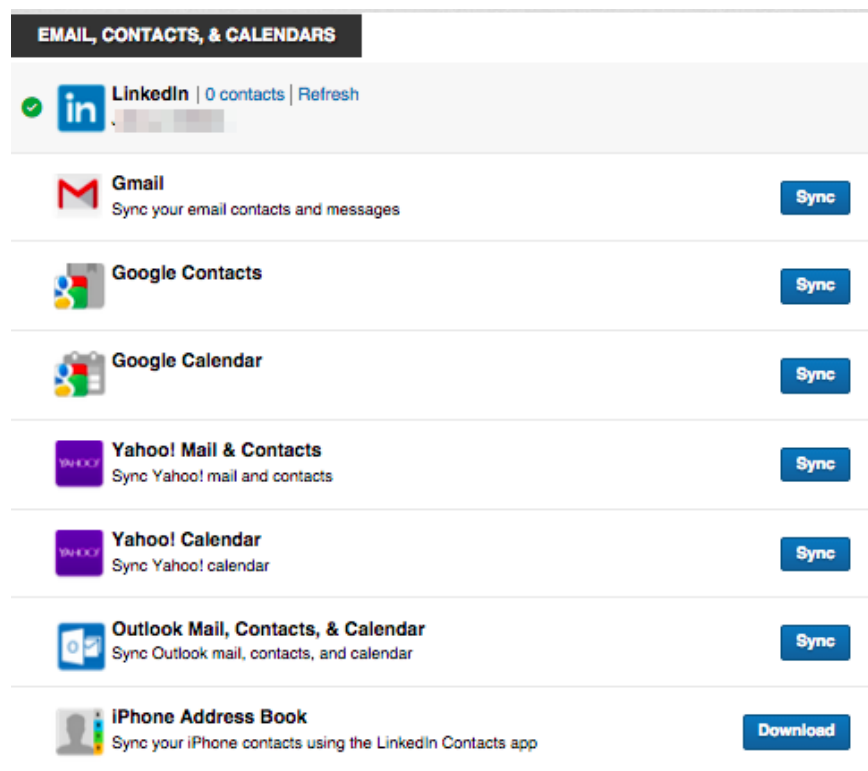 EMAIL, CONTACTS, & CALENDARS
in LinkedIn | 0 contacts | Refresh
Gmail
Sync your email contacts and messages
Sync
Google Contacts
Sync
Google Calendar
Sync
YAHOO!
Yahoo! Mail & Contacts
Sync Yahoo! mail and contacts
Sync
YAHOO!
Yahoo! Calendar
Sync Yahoo! calendar
Sync
Outlook Mail, Contacts, & Calendar
Sync Outlook mail, contacts, and calendar
Sync
iPhone Address Book
Sync your iPhone contacts using the LinkedIn Contacts app
Download